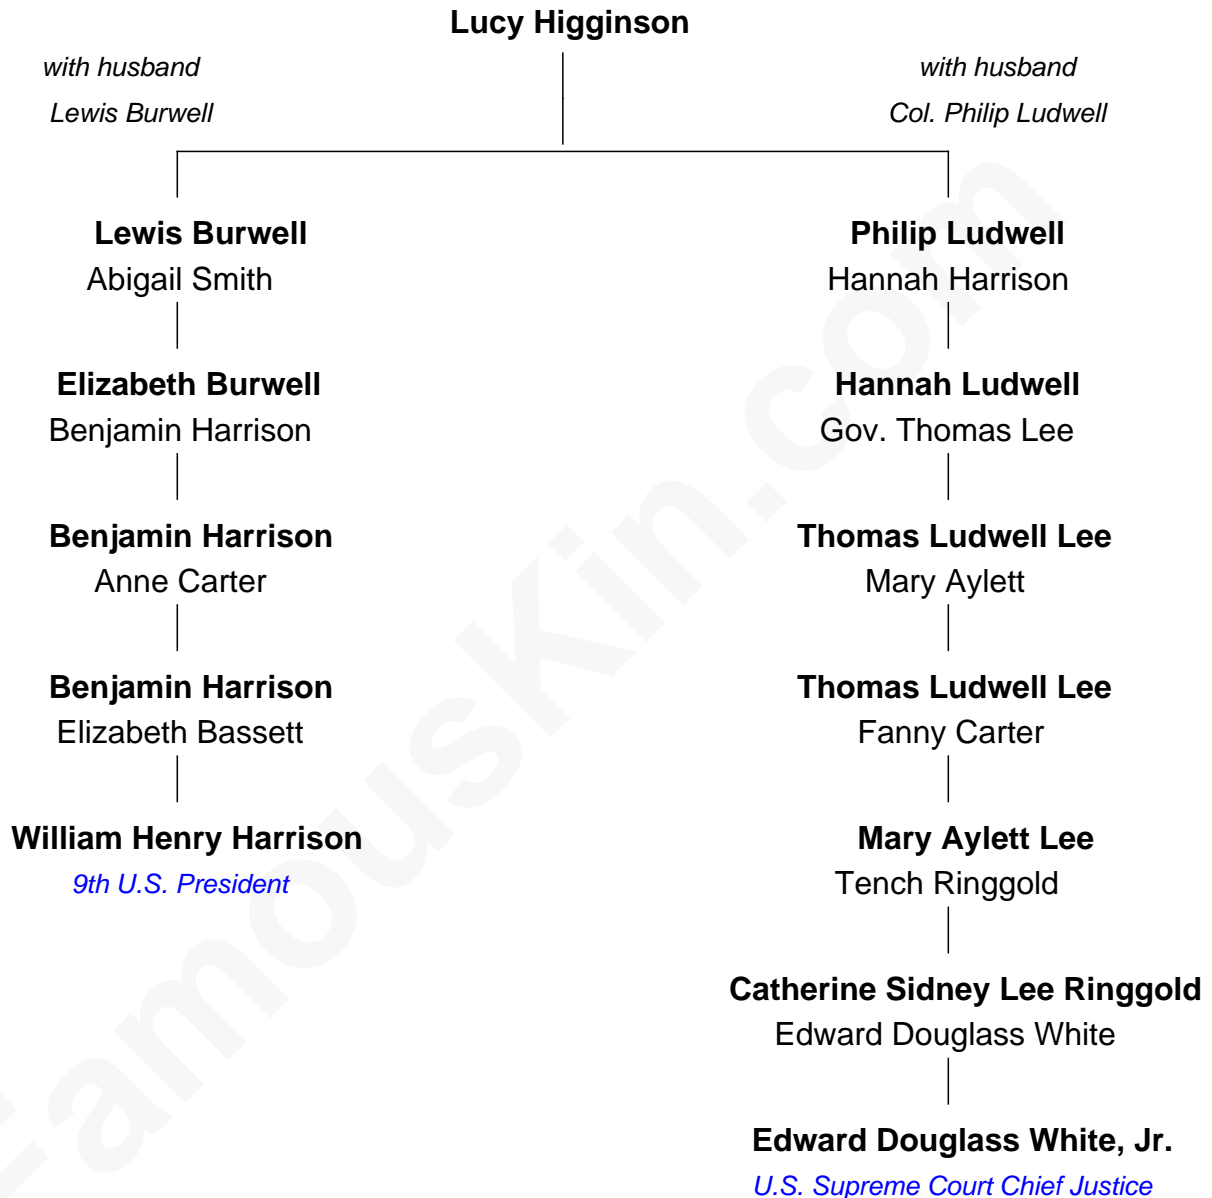 Lucy Higginson
with husband
Lewis Burwell
with husband
Col. Philip Ludwell
Lewis Burwell
Abigail Smith
Philip Ludwell
Hannah Harrison
Elizabeth Burwell
Benjamin Harrison
Hannah Ludwell
Gov. Thomas Lee
Benjamin Harrison
Anne Carter
Thomas Ludwell Lee
Mary Aylett
Benjamin Harrison
Elizabeth Bassett
Thomas Ludwell Lee
Fanny Carter
William Henry Harrison
9th U.S. President
Mary Aylett Lee
Tench Ringgold
Catherine Sidney Lee Ringgold
Edward Douglass White
Edward Douglass White, Jr.
U.S. Supreme Court Chief Justice
FamousKin.com